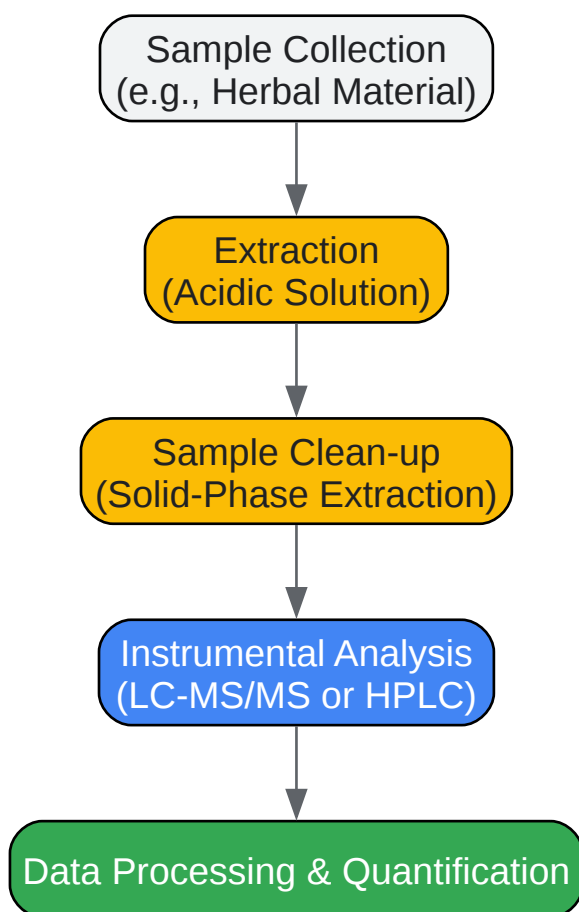 Sample Collection
(e.g., Herbal Material)
Extraction
(Acidic Solution)
Sample Clean-up
(Solid-Phase Extraction)
Instrumental Analysis
(LC-MS/MS or HPLC)
Data Processing & Quantification